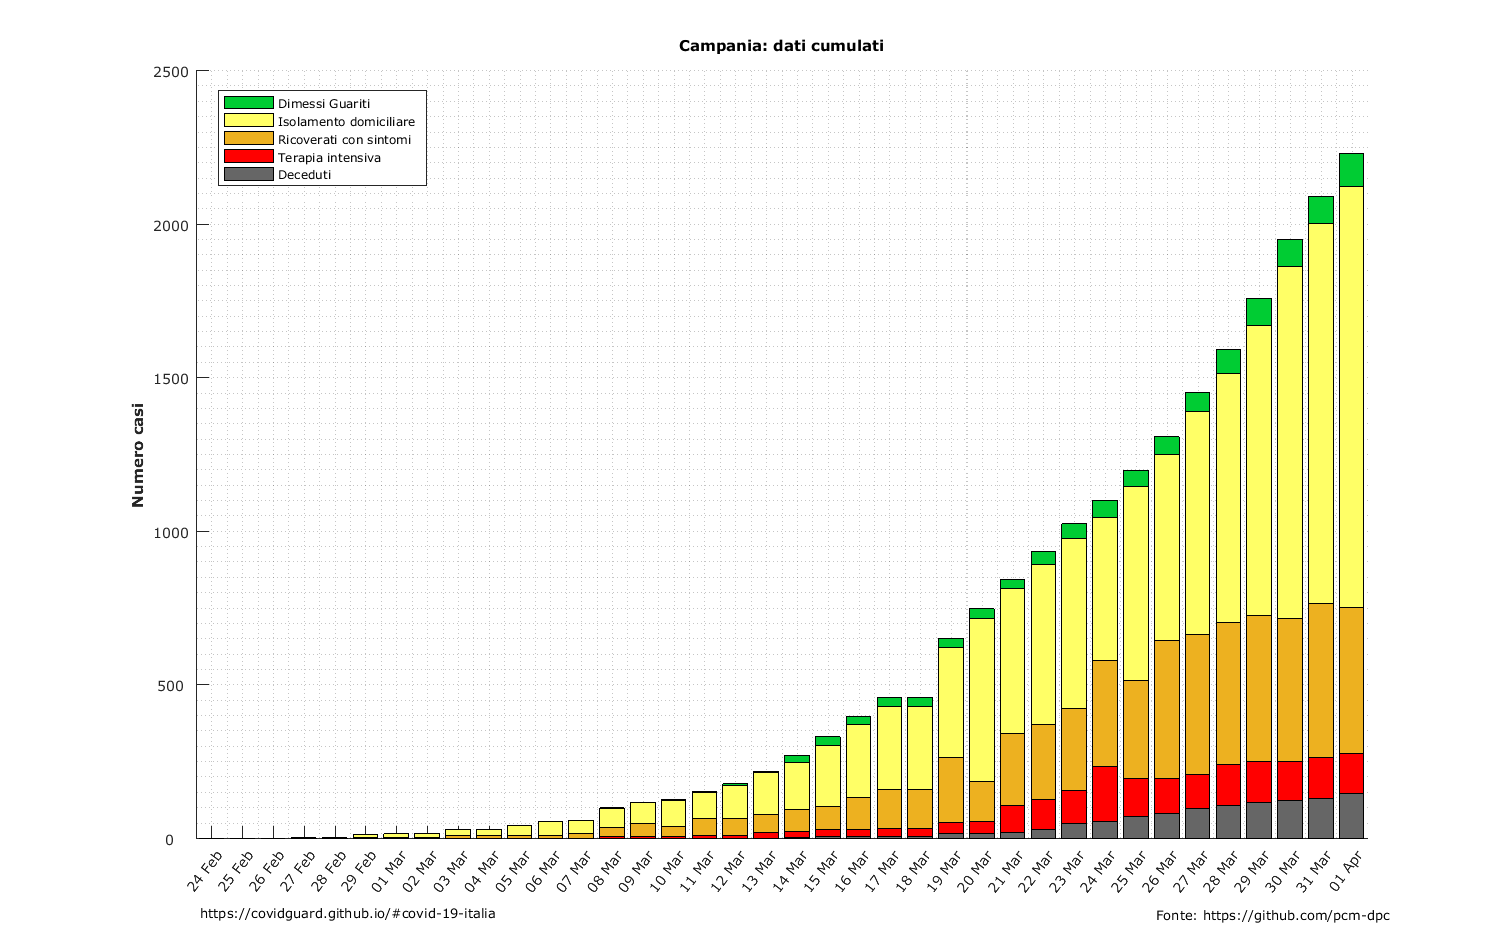 Campania: dati cumulati
2500
2000
1500
1000
500
0
Numero casi
Dimessi Guariti
Isolamento domiciliare
Ricoverati con sintomi
Terapia intensiva
Deceduti
24 Feb
25 Feb
26 Feb
27 Feb
28 Feb
29 Feb
01 Mar
02 Mar
03 Mar
04 Mar
05 Mar
06 Mar
07 Mar
08 Mar
09 Mar
10 Mar
11 Mar
12 Mar
13 Mar
14 Mar
15 Mar
16 Mar
17 Mar
18 Mar
19 Mar
20 Mar
21 Mar
22 Mar
23 Mar
24 Mar
25 Mar
26 Mar
27 Mar
28 Mar
29 Mar
30 Mar
31 Mar
01 Apr
https://covidguard.github.io/#covid-19-italia
Fonte: https://github.com/pcm-dpc